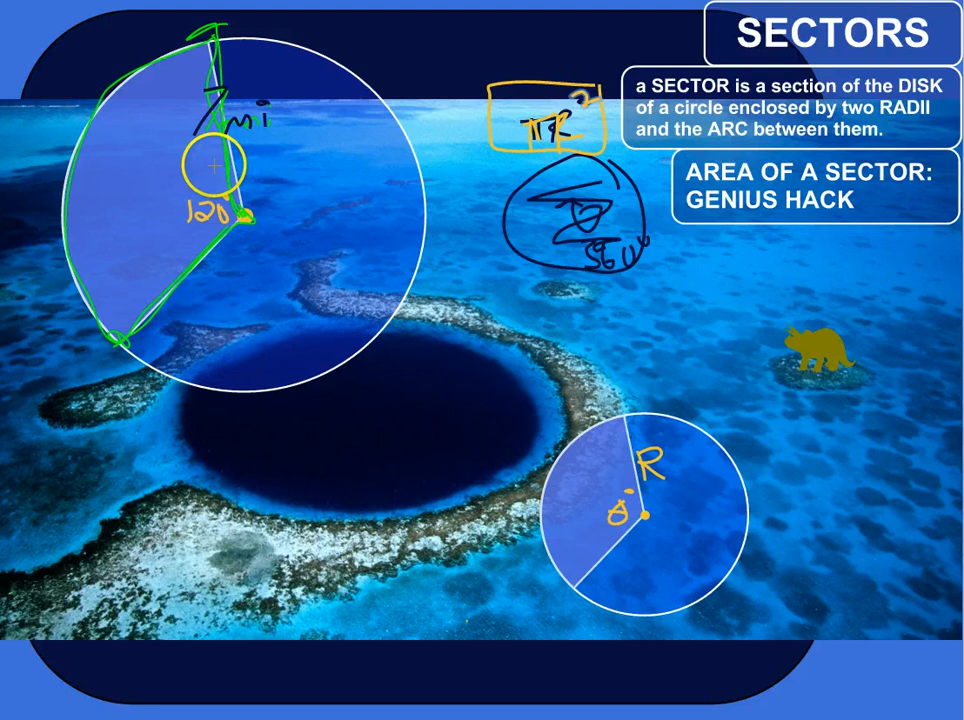 SECTORS
a SECTOR is a section of the DISK
of a circle enclosed by two RADII
and the ARC between them.
AREA OF A SECTOR:
GENIUS HACK
mi
120°
πR²
360°
R
θ°